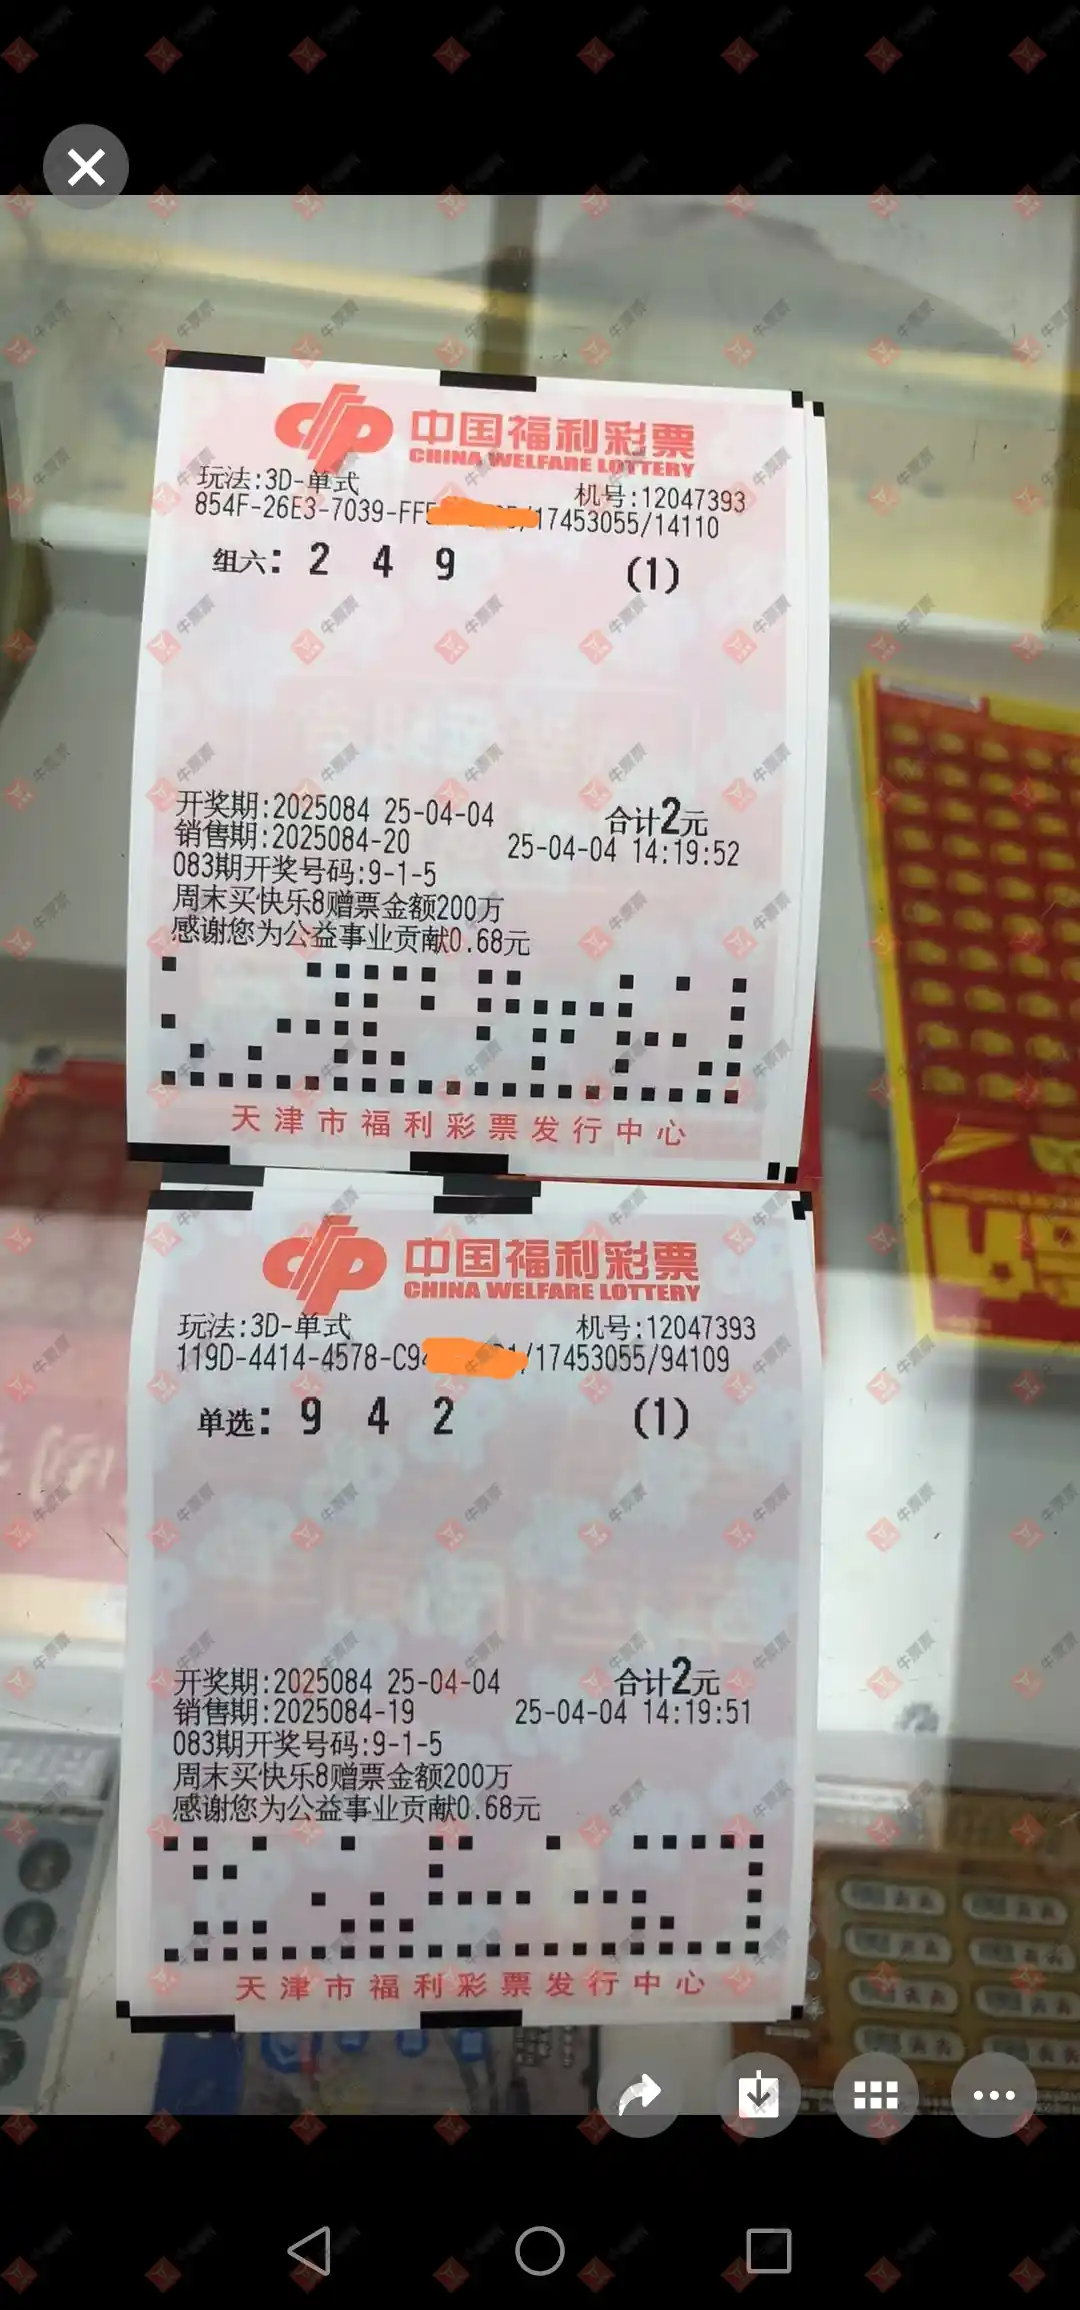 中国福利彩票
CHINA WELFARE LOTTERY
玩法:3D-单式
机号:12047393
854F-26E3-7039-FF
/17453055/14110
组六: 2 4 9 (1)
开奖期:2025084 25-04-04 合计2元
销售期:2025084-20 25-04-04 14:19:52
083期开奖号码:9-1-5
周末买快乐8赠票金额200万
感谢您为公益事业贡献0.68元
天津市福利彩票发行中心
中国福利彩票
CHINA WELFARE LOTTERY
玩法:3D-单式 机号:12047393
119D-4414-4578-C9
/17453055/94109
单选: 9 4 2 (1)
开奖期:2025084 25-04-04 合计2元
销售期:2025084-19 25-04-04 14:19:51
083期开奖号码:9-1-5
周末买快乐8赠票金额200万
感谢您为公益事业贡献0.68元
天津市福利彩票发行中心
牛票票